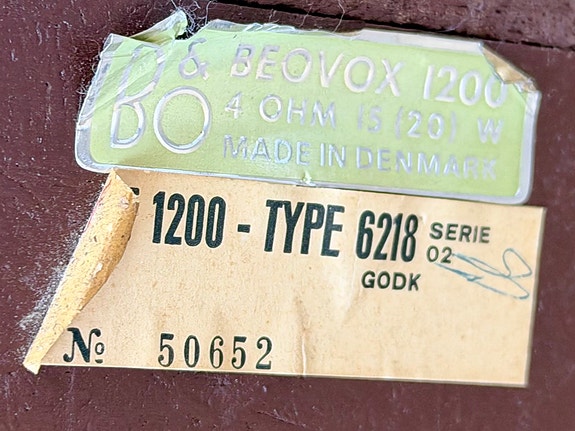 B & BEOVOX 1200
BO 4 OHM 15 (20) W
MADE IN DENMARK
1200 - TYPE 6218 SERIE
02
GODK
№ 50652